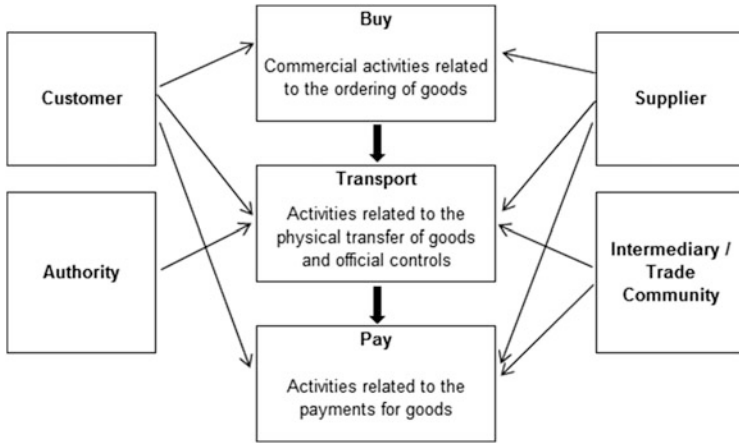 Buy
Commercial activities related
to the ordering of goods
Customer
Supplier
Transport
Activities related to the
physical transfer of goods
and official controls
Authority
Intermediary /
Trade
Community
Pay
Activities related to the
payments for goods